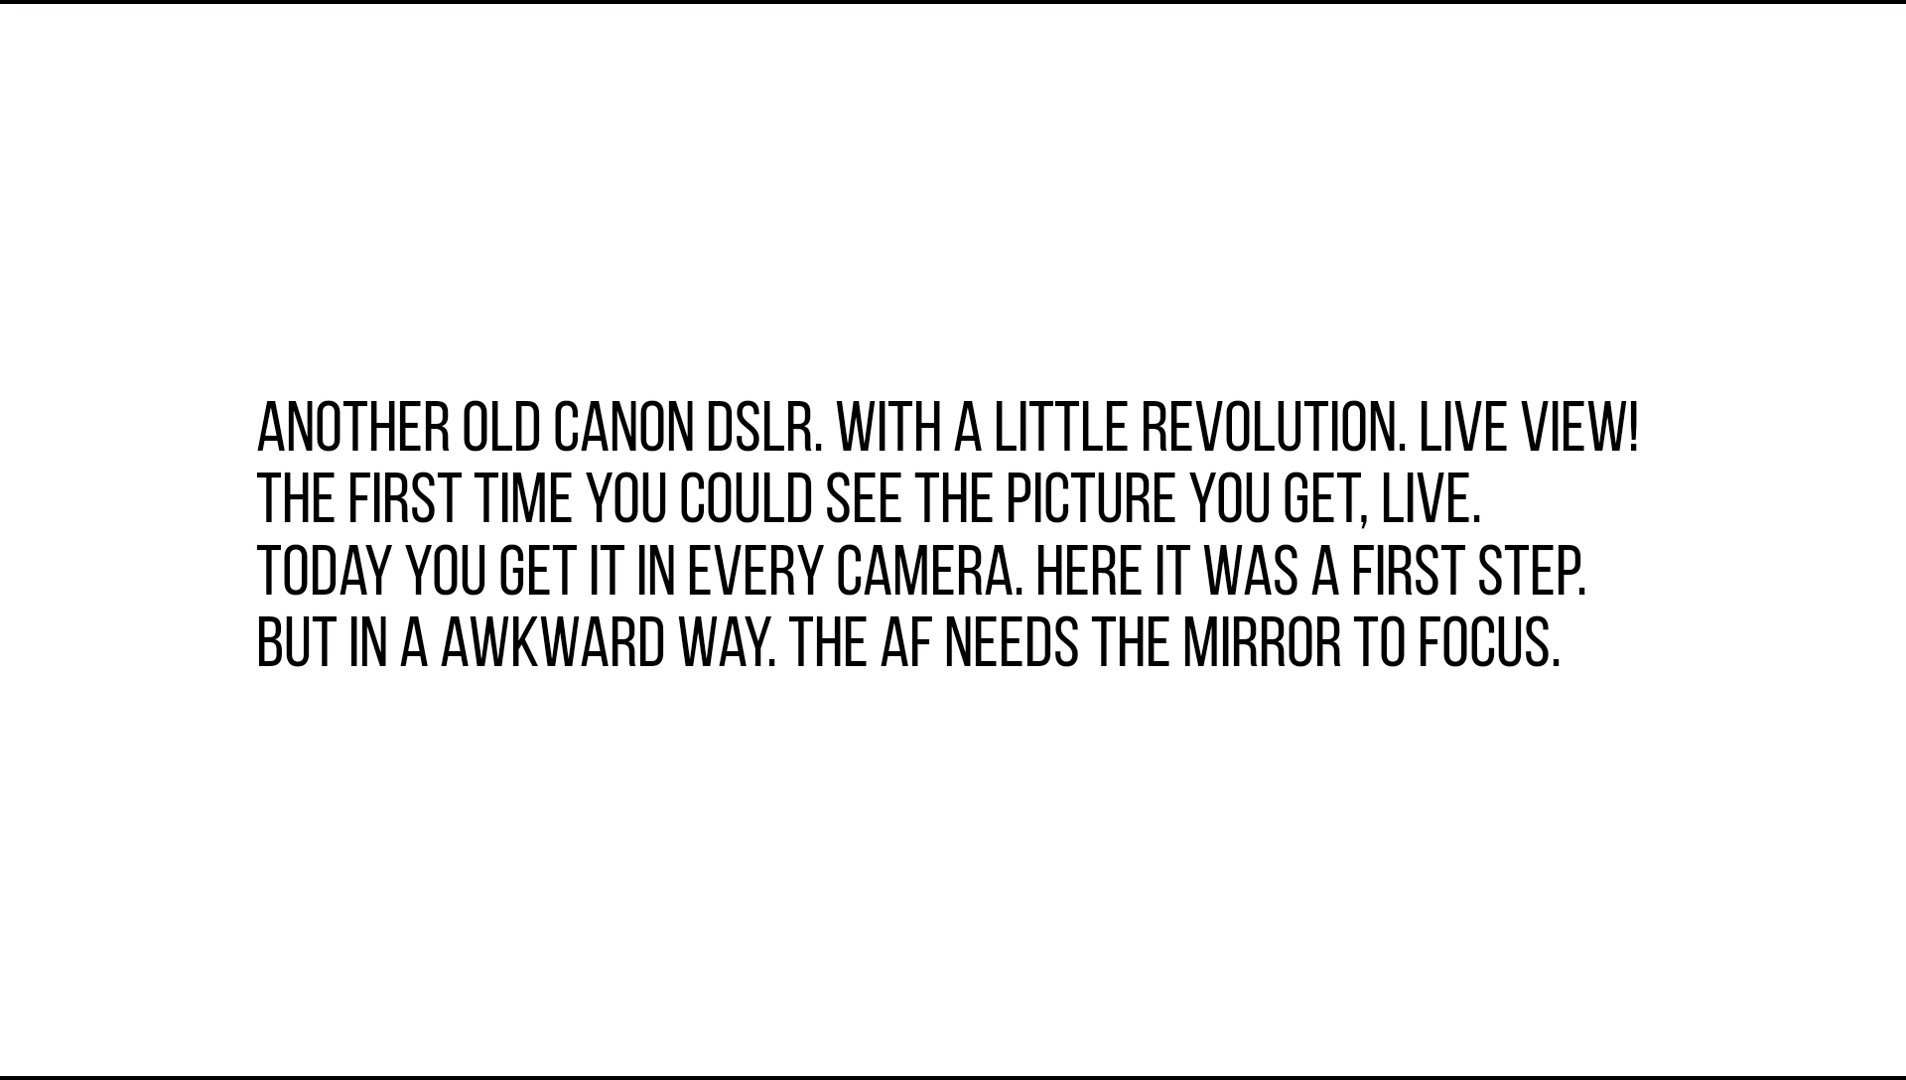 ANOTHER OLD CANON DSLR. WITH A LITTLE REVOLUTION. LIVE VIEW!
THE FIRST TIME YOU COULD SEE THE PICTURE YOU GET, LIVE.
TODAY YOU GET IT IN EVERY CAMERA. HERE IT WAS A FIRST STEP.
BUT IN A AWKWARD WAY. THE AF NEEDS THE MIRROR TO FOCUS.